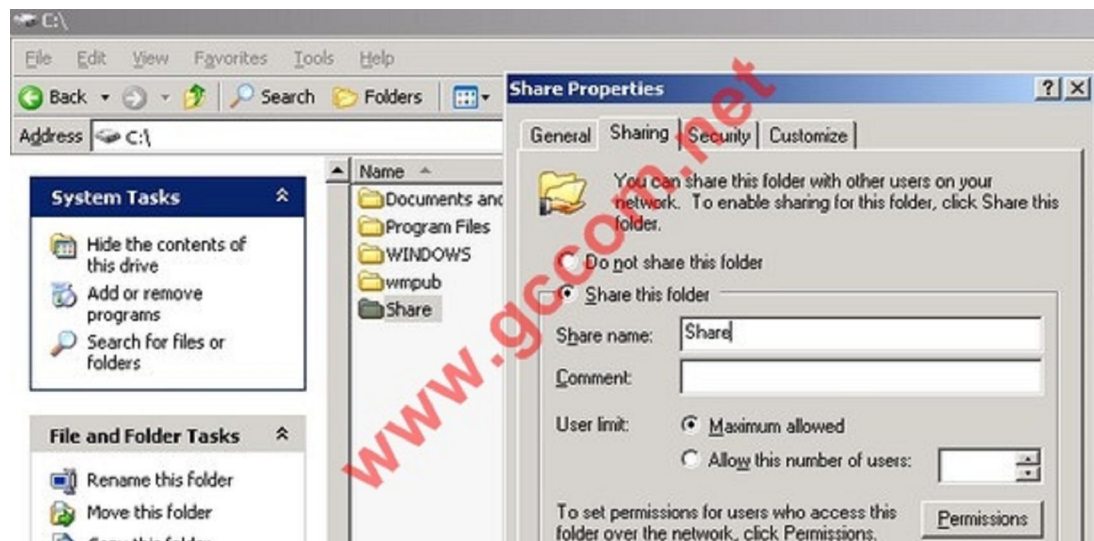 C:\
File Edit View Favorites Tools Help
Back Search Folders
Address C:\
System Tasks
Hide the contents of
this drive
Add or remove
programs
Search for files or
folders
File and Folder Tasks
Rename this folder
Move this folder
Copy this folder
Name
Documents and
Program Files
WINDOWS
wmpub
Share
Share Properties
General Sharing Security Customize
You can share this folder with other users on your
network. To enable sharing for this folder, click Share this
folder.
Do not share this folder
Share this folder
Share name: Share
Comment:
User limit: Maximum allowed
Allow this number of users:
To set permissions for users who access this
folder over the network, click Permissions.
Permissions
www.gccom.net